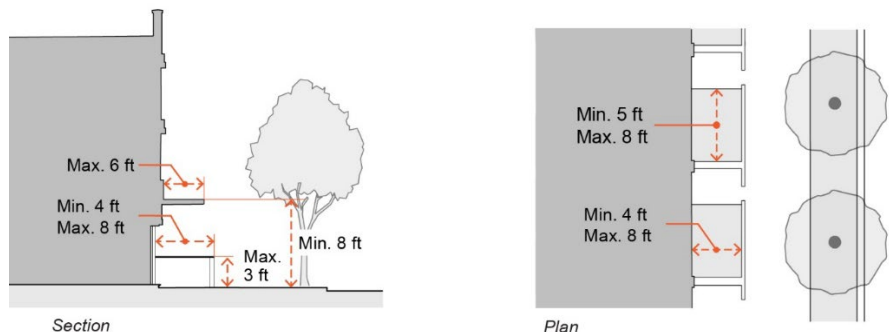 Max. 6 ft
Min. 4 ft
Max. 8 ft
Max.
3 ft
Min. 8 ft
Section
Min. 5 ft
Max. 8 ft
Min. 4 ft
Max. 8 ft
Plan